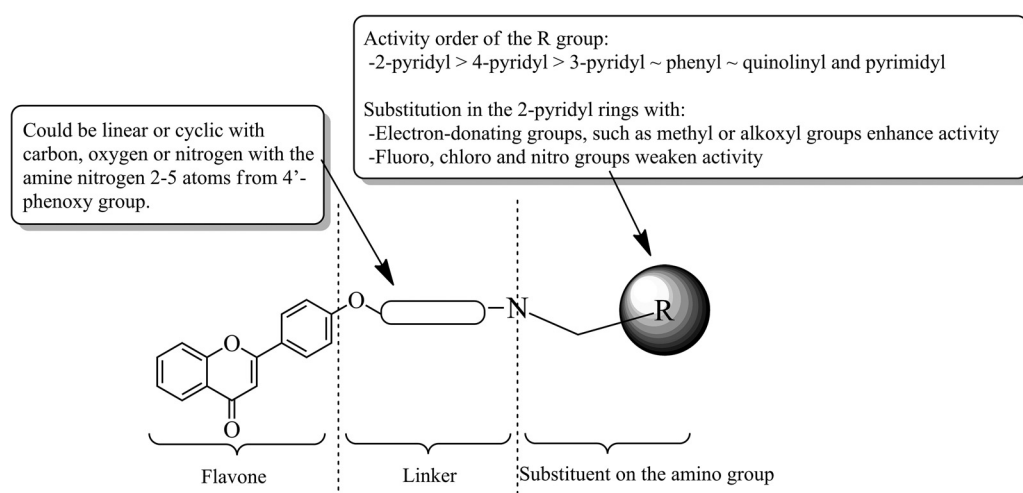 Activity order of the R group:
-2-pyridyl > 4-pyridyl > 3-pyridyl ~ phenyl ~ quinolinyl and pyrimidyl
Substitution in the 2-pyridyl rings with:
-Electron-donating groups, such as methyl or alkoxyl groups enhance activity
-Fluoro, chloro and nitro groups weaken activity
Could be linear or cyclic with
carbon, oxygen or nitrogen with the
amine nitrogen 2-5 atoms from 4’-
phenoxy group.
O
N
R
O
O
Flavone
Linker
Substituent on the amino group